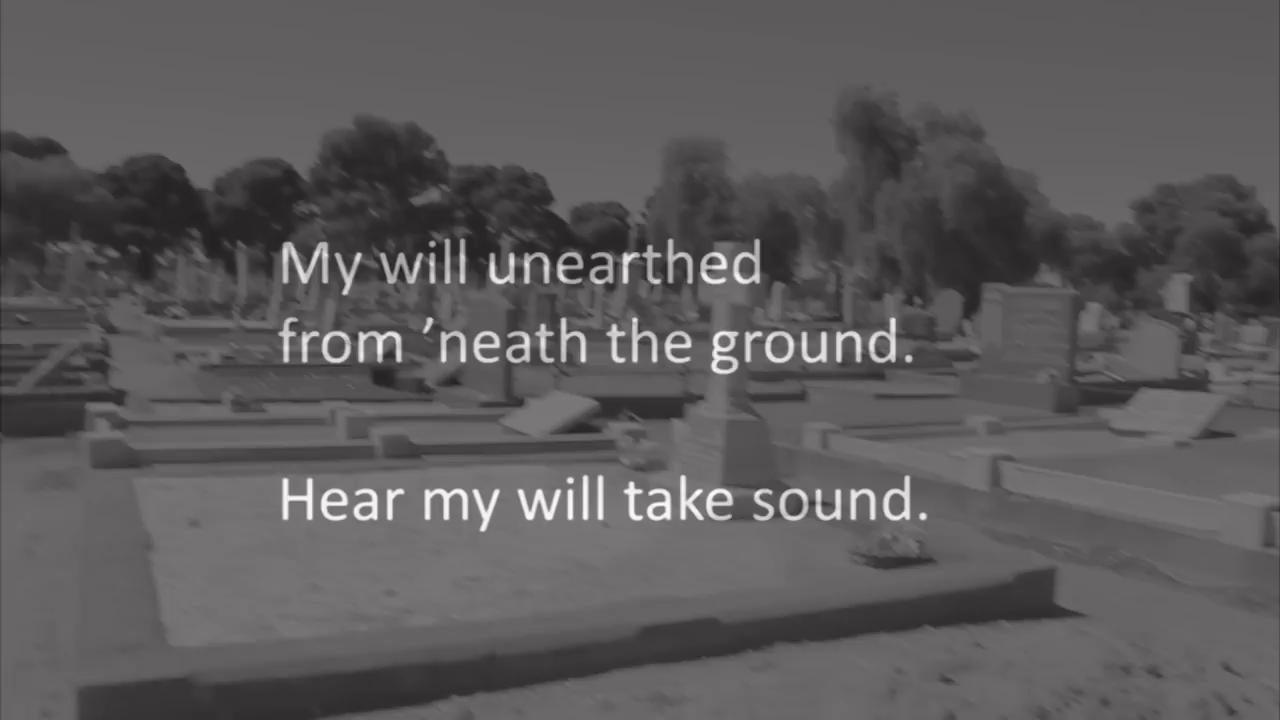 My will unearthed
from ’neath the ground.
Hear my will take sound.